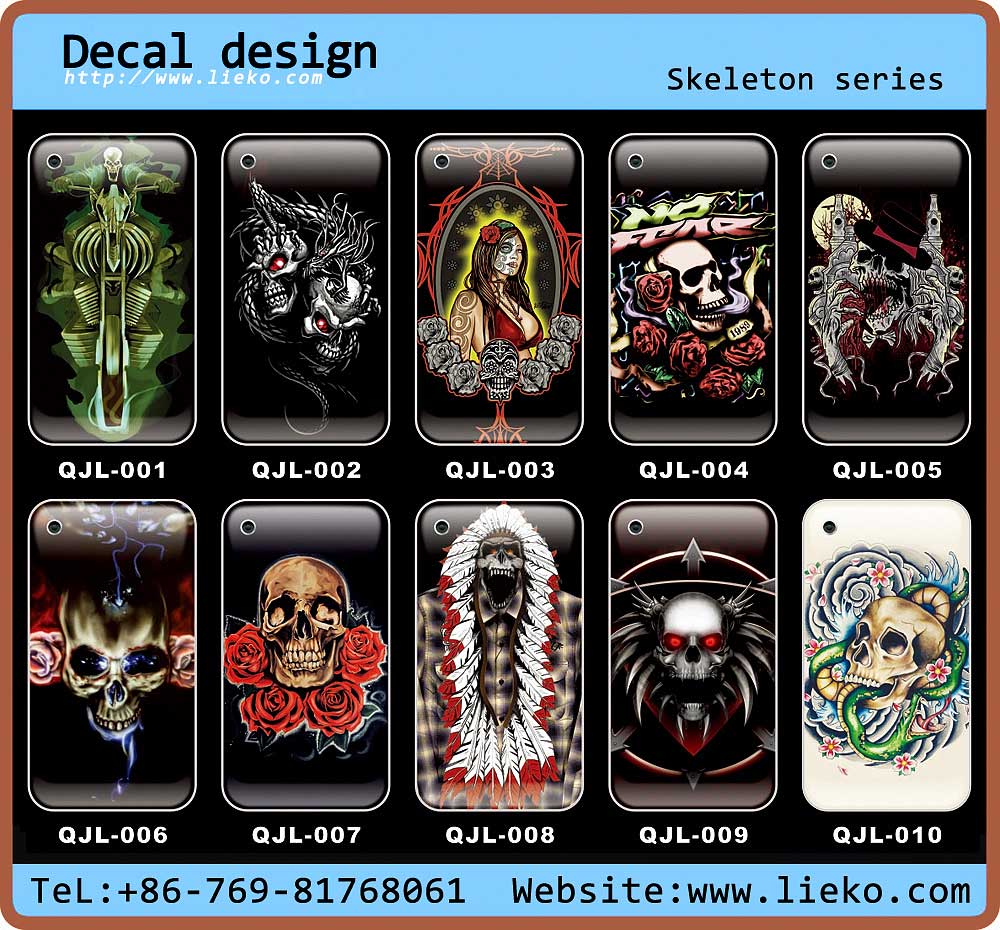 Decal design
http://www.lieko.com
Skeleton series
NO
FEAR
1980
QJL-001 QJL-002 QJL-003 QJL-004 QJL-005
QJL-006 QJL-007 QJL-008 QJL-009 QJL-010
TeL:+86-769-81768061 Website:www.lieko.com